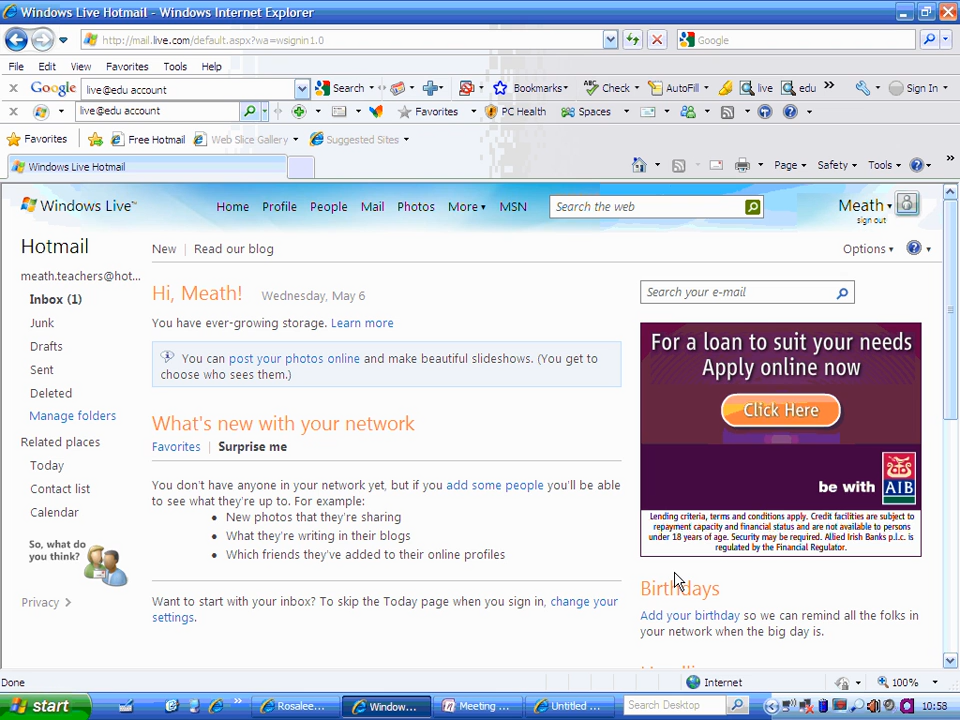 Windows Live Hotmail - Windows Internet Explorer
http://mail.live.com/default.aspx?wa=wsignin1.0
Google
File Edit View Favorites Tools Help
Google live@edu account Search Bookmarks Check AutoFill live edu Sign In
live@edu account Favorites PC Health Spaces
Favorites Free Hotmail Web Slice Gallery Suggested Sites
Windows Live Hotmail
Page Safety Tools
Windows Live™ Home Profile People Mail Photos More MSN Search the web Meath
sign out
Hotmail New | Read our blog Options
meath.teachers@hot...
Inbox (1)
Junk
Drafts
Sent
Deleted
Manage folders
Related places
Today
Contact list
Calendar
So, what do
you think?
Privacy
Hi, Meath! Wednesday, May 6
You have ever-growing storage. Learn more
You can post your photos online and make beautiful slideshows. (You get to
choose who sees them.)
What's new with your network
Favorites | Surprise me
You don't have anyone in your network yet, but if you add some people you'll be able
to see what they're up to. For example:
• New photos that they're sharing
• What they're writing in their blogs
• Which friends they've added to their online profiles
Want to start with your inbox? To skip the Today page when you sign in, change your
settings.
Search your e-mail
For a loan to suit your needs
Apply online now
Click Here
be with AIB
Lending criteria, terms and conditions apply. Credit facilities are subject to
repayment capacity and financial status and are not available to persons
under 18 years of age. Security may be required. Allied Irish Banks p.l.c. is
regulated by the Financial Regulator.
Birthdays
Add your birthday so we can remind all the folks in
your network when the big day is.
Done Internet 100%
start Rosalee... Window... Meeting ... Untitled ... Search Desktop 10:58